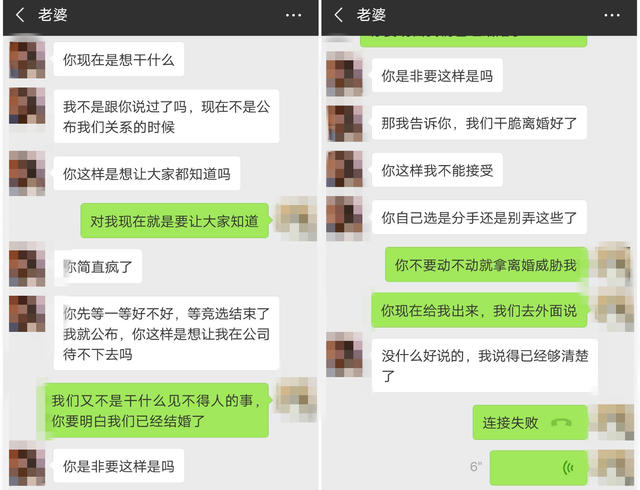 老婆
你现在是想干什么
我不是跟你说过了吗，现在不是公
布我们关系的时候
你这样是想让大家都知道吗
对我现在就是要让大家知道
你简直疯了
你先等一等好不好，等竞选结束了
我就公布，你这样是想让我在公司
待不下去吗
我们又不是干什么见不得人的事，
你要明白我们已经结婚了
你是非要这样是吗
老婆
你是非要这样是吗
那我告诉你，我们干脆离婚好了
你这样我不能接受
你自己选是分手还是别弄这些了
你不要动不动就拿离婚威胁我
你现在给我出来，我们去外面说
没什么好说的，我说得已经够清楚
了
连接失败
6"